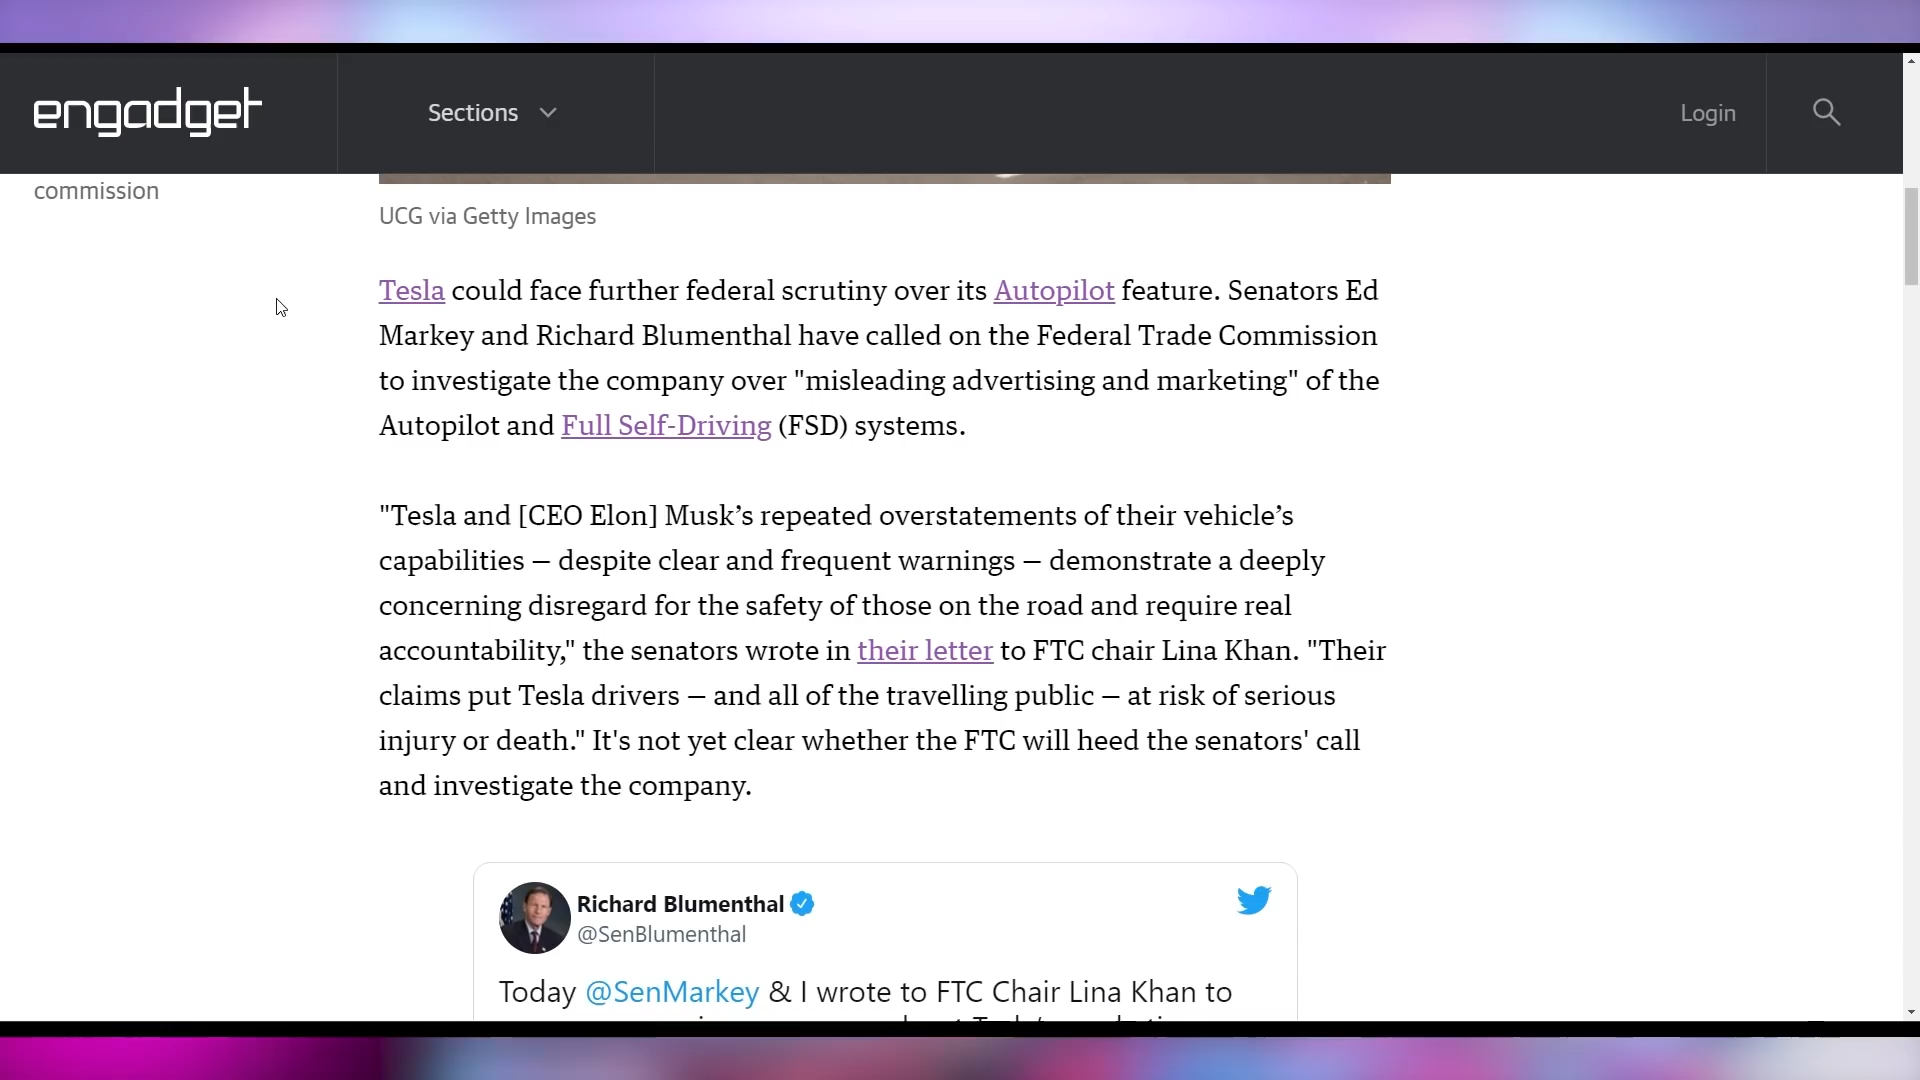 engadget
Sections
Login
commission
UCG via Getty Images
Tesla could face further federal scrutiny over its Autopilot feature. Senators Ed
Markey and Richard Blumenthal have called on the Federal Trade Commission
to investigate the company over "misleading advertising and marketing" of the
Autopilot and Full Self-Driving (FSD) systems.
"Tesla and [CEO Elon] Musk’s repeated overstatements of their vehicle’s
capabilities — despite clear and frequent warnings — demonstrate a deeply
concerning disregard for the safety of those on the road and require real
accountability," the senators wrote in their letter to FTC chair Lina Khan. "Their
claims put Tesla drivers — and all of the travelling public — at risk of serious
injury or death." It's not yet clear whether the FTC will heed the senators' call
and investigate the company.
Richard Blumenthal
@SenBlumenthal
Today @SenMarkey & I wrote to FTC Chair Lina Khan to